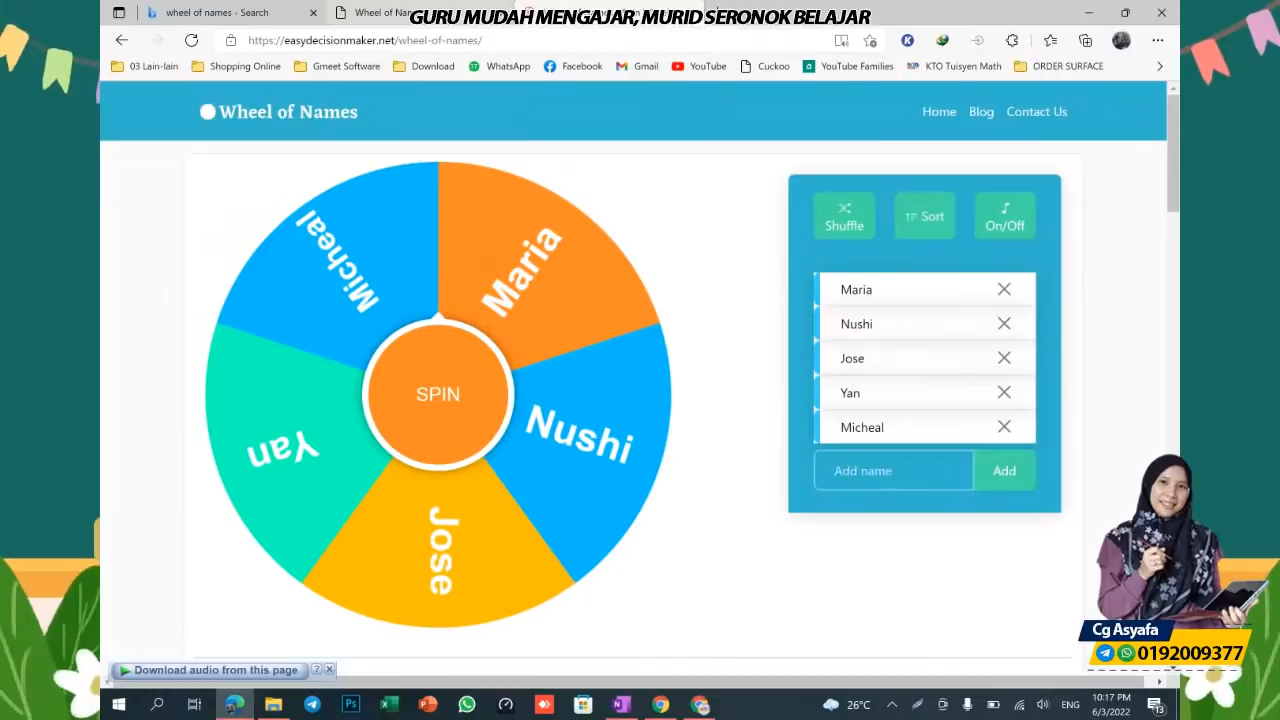 GURU MUDAH MENGAJAR, MURID SERONOK BELAJAR
wheel of names - Search
Wheel of Nam
https://easydecisionmaker.net/wheel-of-names/
03 Lain-lain Shopping Online Gmeet Software Download WhatsApp Facebook Gmail YouTube Cuckoo YouTube Families KTO Tuisyen Math ORDER SURFACE
Wheel of Names
Home Blog Contact Us
Micheal
Maria
Nushi
Jose
Yan
SPIN
Shuffle
Sort
On/Off
Maria
Nushi
Jose
Yan
Micheal
Add name
Add
Cg Asyafa
0192009377
Download audio from this page ?
26°C
ENG
10:17 PM
6/3/2022
13